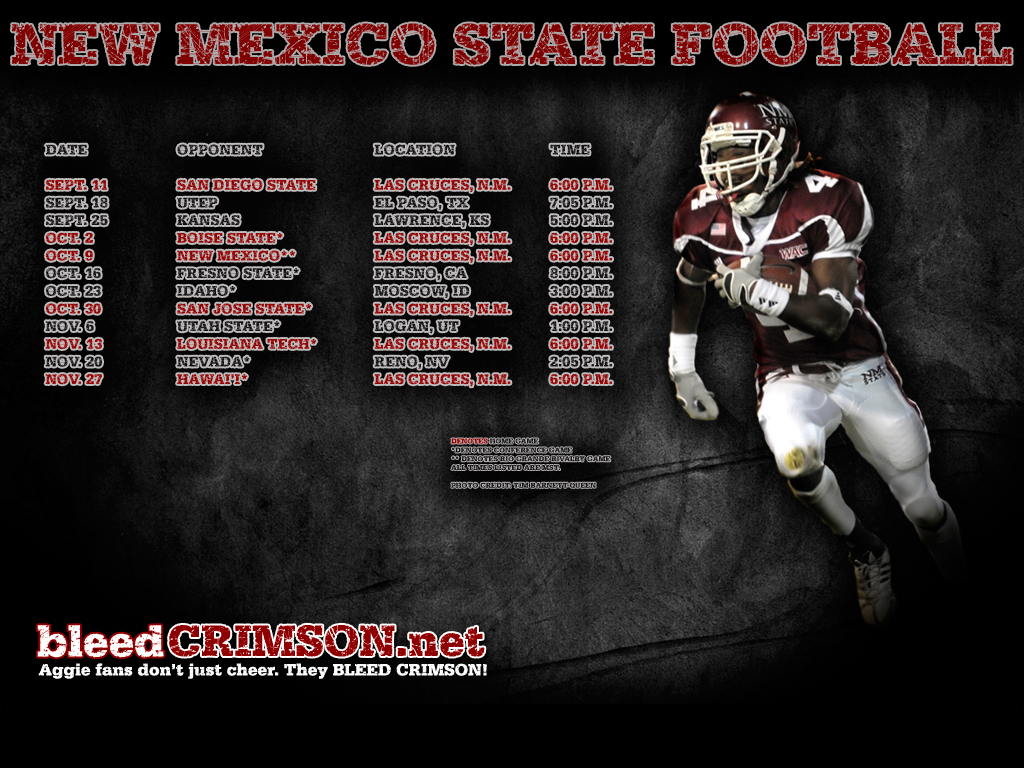 NEW MEXICO STATE FOOTBALL
DATE OPPONENT LOCATION TIME
SEPT. 11 SAN DIEGO STATE LAS CRUCES, N.M. 6:00 P.M.
SEPT. 18 UTEP EL PASO, TX 7:05 P.M.
SEPT. 25 KANSAS LAWRENCE, KS 5:00 P.M.
OCT. 2 BOISE STATE* LAS CRUCES, N.M. 6:00 P.M.
OCT. 9 NEW MEXICO** LAS CRUCES, N.M. 6:00 P.M.
OCT. 16 FRESNO STATE* FRESNO, CA 8:00 P.M.
OCT. 23 IDAHO* MOSCOW, ID 3:00 P.M.
OCT. 30 SAN JOSE STATE* LAS CRUCES, N.M. 6:00 P.M.
NOV. 6 UTAH STATE* LOGAN, UT 1:00 P.M.
NOV. 13 LOUISIANA TECH* LAS CRUCES, N.M. 6:00 P.M.
NOV. 20 NEVADA* RENO, NV 2:05 P.M.
NOV. 27 HAWAI'I* LAS CRUCES, N.M. 6:00 P.M.
DENOTES HOME GAME
*DENOTES CONFERENCE GAME
** DENOTES RIO GRANDE RIVALRY GAME
ALL TIMES LISTED ARE MST.
PHOTO CREDIT: TIM BARNETT-QUEEN
NM
STATE
4
4
WAC
NM
STATE
bleedCRIMSON.net
Aggie fans don't just cheer. They BLEED CRIMSON!